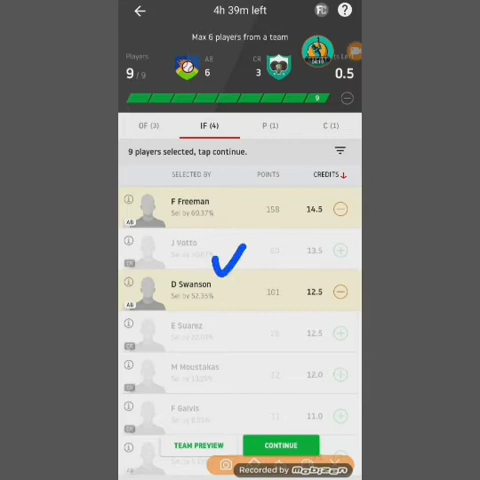 4h 39m left
FC ?
Max 6 players from a team
Players
9 / 9
AB
6
CR
3
0.5
9
OF (3) IF (4) P (1) C (1)
9 players selected, tap continue.
SELECTED BY POINTS CREDITS
F Freeman
Sel by 60.37%
158 14.5
AB
J Votto
13.5
D Swanson
Sel by 52.35%
101 12.5
AB
E Suarez
12.5
M Moustakas
12.0
F Galvis
11.0
TEAM PREVIEW CONTINUE
Recorded by mobizen